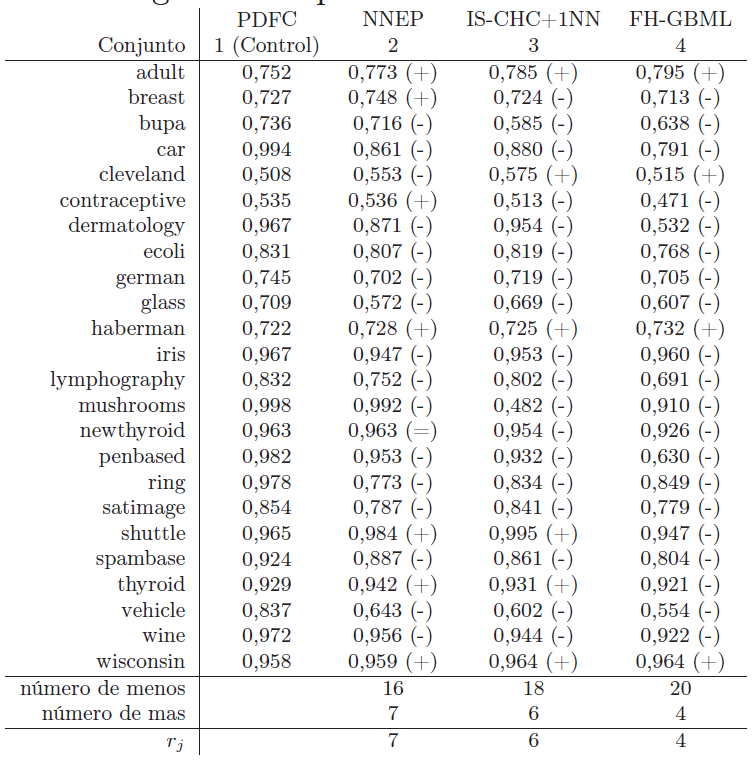 PDFC NNEP IS-CHC+1NN FH-GBML
Conjunto 1 (Control) 2 3 4
adult 0,752 0,773 (+) 0,785 (+) 0,795 (+)
breast 0,727 0,748 (+) 0,724 (-) 0,713 (-)
bupa 0,736 0,716 (-) 0,585 (-) 0,638 (-)
car 0,994 0,861 (-) 0,880 (-) 0,791 (-)
cleveland 0,508 0,553 (-) 0,575 (+) 0,515 (+)
contraceptive 0,535 0,536 (+) 0,513 (-) 0,471 (-)
dermatology 0,967 0,871 (-) 0,954 (-) 0,532 (-)
ecoli 0,831 0,807 (-) 0,819 (-) 0,768 (-)
german 0,745 0,702 (-) 0,719 (-) 0,705 (-)
glass 0,709 0,572 (-) 0,669 (-) 0,607 (-)
haberman 0,722 0,728 (+) 0,725 (+) 0,732 (+)
iris 0,967 0,947 (-) 0,953 (-) 0,960 (-)
lymphography 0,832 0,752 (-) 0,802 (-) 0,691 (-)
mushrooms 0,998 0,992 (-) 0,482 (-) 0,910 (-)
newthyroid 0,963 0,963 (=) 0,954 (-) 0,926 (-)
penbased 0,982 0,953 (-) 0,932 (-) 0,630 (-)
ring 0,978 0,773 (-) 0,834 (-) 0,849 (-)
satimage 0,854 0,787 (-) 0,841 (-) 0,779 (-)
shuttle 0,965 0,984 (+) 0,995 (+) 0,947 (-)
spambase 0,924 0,887 (-) 0,861 (-) 0,804 (-)
thyroid 0,929 0,942 (+) 0,931 (+) 0,921 (-)
vehicle 0,837 0,643 (-) 0,602 (-) 0,554 (-)
wine 0,972 0,956 (-) 0,944 (-) 0,922 (-)
wisconsin 0,958 0,959 (+) 0,964 (+) 0,964 (+)
número de menos 16 18 20
número de mas 7 6 4
r_j 7 6 4